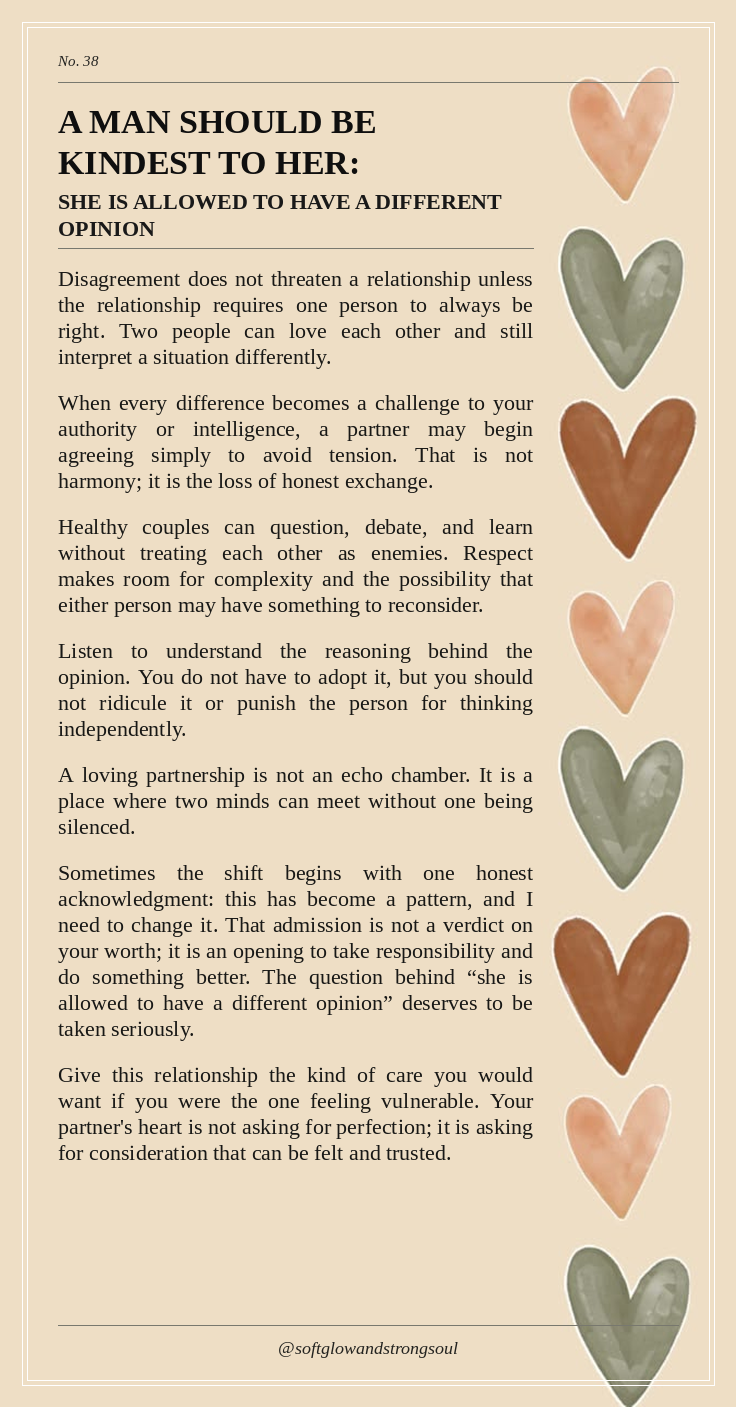 No. 38
A MAN SHOULD BE
KINDEST TO HER:
SHE IS ALLOWED TO HAVE A DIFFERENT
OPINION
Disagreement does not threaten a relationship unless
the relationship requires one person to always be
right. Two people can love each other and still
interpret a situation differently.
When every difference becomes a challenge to your
authority or intelligence, a partner may begin
agreeing simply to avoid tension. That is not
harmony; it is the loss of honest exchange.
Healthy couples can question, debate, and learn
without treating each other as enemies. Respect
makes room for complexity and the possibility that
either person may have something to reconsider.
Listen to understand the reasoning behind the
opinion. You do not have to adopt it, but you should
not ridicule it or punish the person for thinking
independently.
A loving partnership is not an echo chamber. It is a
place where two minds can meet without one being
silenced.
Sometimes the shift begins with one honest
acknowledgment: this has become a pattern, and I
need to change it. That admission is not a verdict on
your worth; it is an opening to take responsibility and
do something better. The question behind “she is
allowed to have a different opinion” deserves to be
taken seriously.
Give this relationship the kind of care you would
want if you were the one feeling vulnerable. Your
partner's heart is not asking for perfection; it is asking
for consideration that can be felt and trusted.
@softglowandstrongsoul